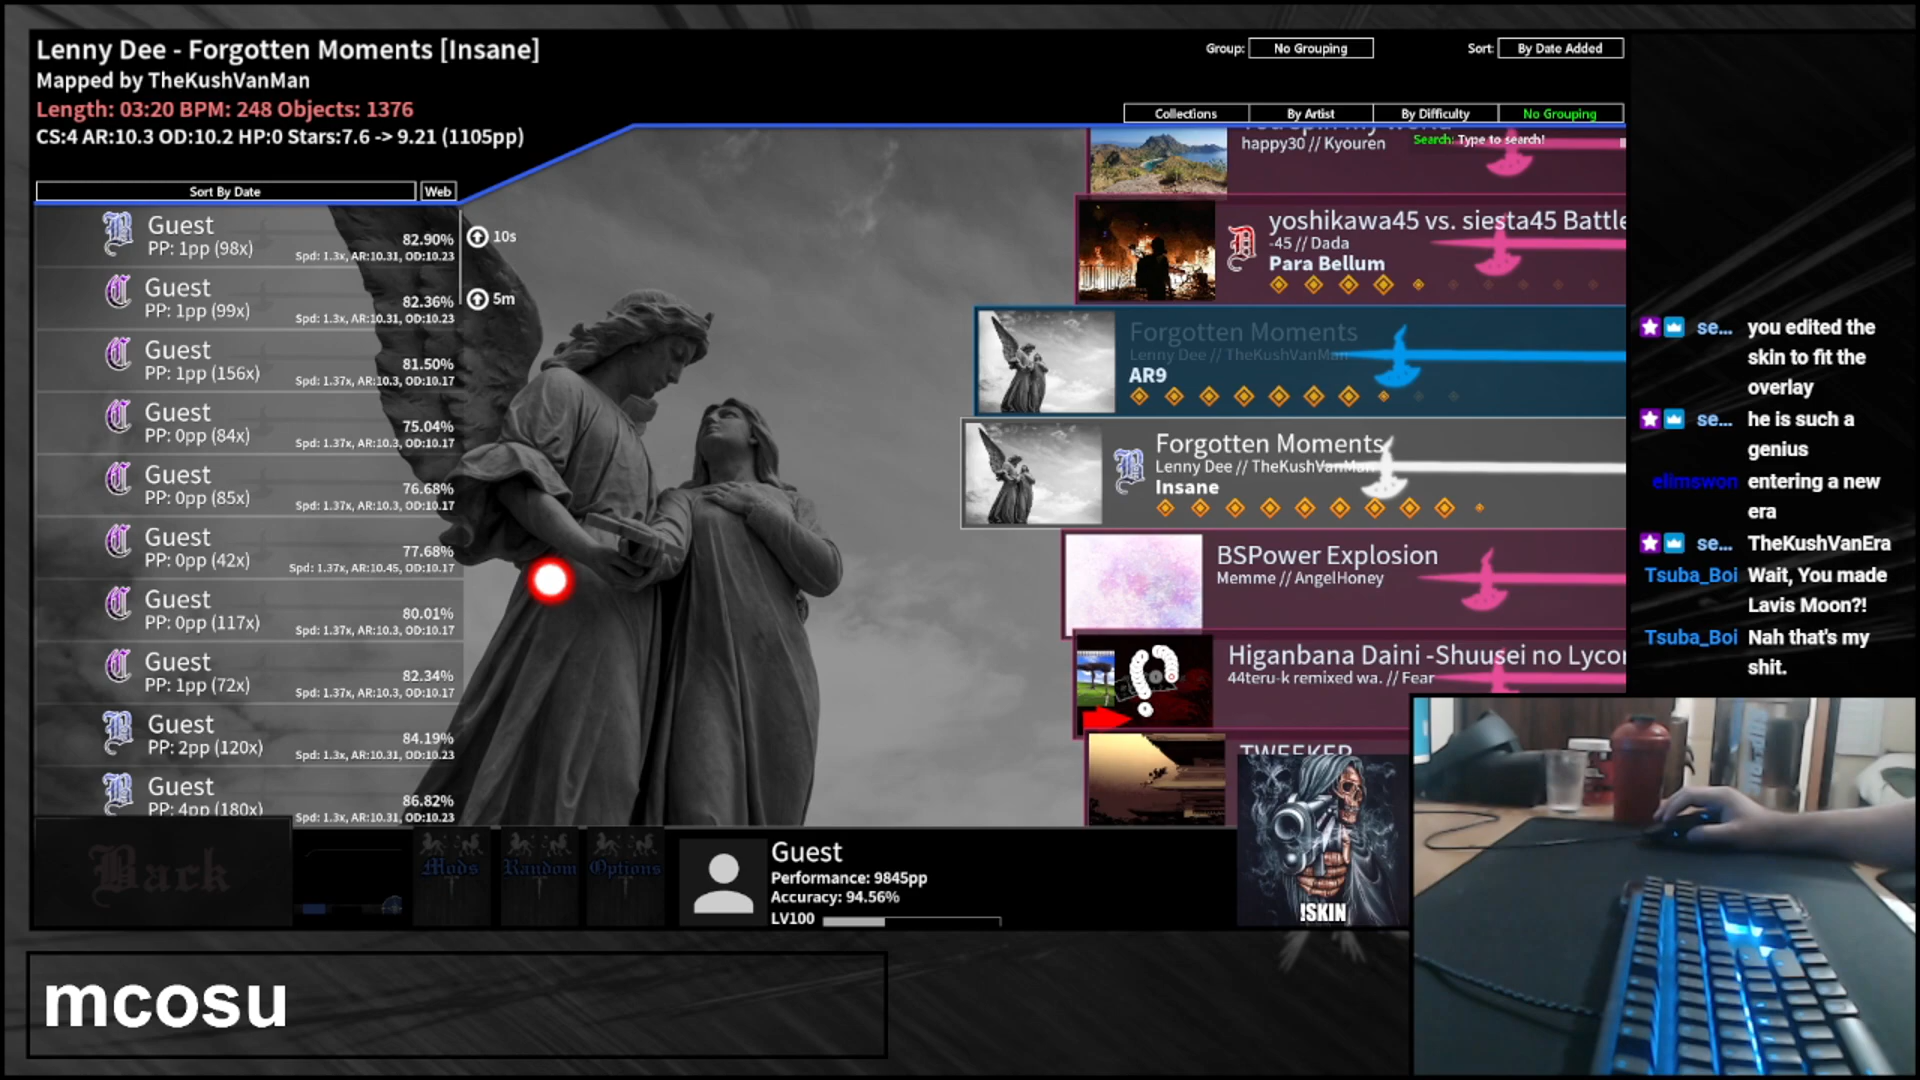 Lenny Dee - Forgotten Moments [Insane]
Mapped by TheKushVanMan
Length: 03:20 BPM: 248 Objects: 1376
CS:4 AR:10.3 OD:10.2 HP:0 Stars:7.6 -> 9.21 (1105pp)
Group: No Grouping
Sort: By Date Added
Collections By Artist By Difficulty No Grouping
Search: Type to search!
Sort By Date Web
Guest
PP: 1pp (98x) 82.90%
Spd: 1.3x, AR:10.31, OD:10.23
10s
Guest
PP: 1pp (99x) 82.36%
Spd: 1.3x, AR:10.31, OD:10.23
5m
Guest
PP: 1pp (156x) 81.50%
Spd: 1.37x, AR:10.3, OD:10.17
Guest
PP: 0pp (84x) 75.04%
Spd: 1.37x, AR:10.3, OD:10.17
Guest
PP: 0pp (85x) 76.68%
Spd: 1.37x, AR:10.3, OD:10.17
Guest
PP: 0pp (42x) 77.68%
Spd: 1.37x, AR:10.45, OD:10.17
Guest
PP: 0pp (117x) 80.01%
Spd: 1.37x, AR:10.3, OD:10.17
Guest
PP: 1pp (72x) 82.34%
Spd: 1.37x, AR:10.3, OD:10.17
Guest
PP: 2pp (120x) 84.19%
Spd: 1.3x, AR:10.31, OD:10.23
Guest
PP: 4pp (180x) 86.82%
Spd: 1.3x, AR:10.31, OD:10.23
happy30 // Kyouren
yoshikawa45 vs. siesta45 Battle
-45 // Dada
Para Bellum
Forgotten Moments
Lenny Dee // TheKushVanMan
AR9
Forgotten Moments
Lenny Dee // TheKushVanMan
Insane
BSPower Explosion
Memme // AngelHoney
Higanbana Daini -Shuusei no Lycor
44teru-k remixed wa. // Fear
TWEEKER
!SKIN
Back
Mods Random Options
Guest
Performance: 9845pp
Accuracy: 94.56%
LV100
mcosu
se... you edited the
skin to fit the
overlay
se... he is such a
genius
elimswon entering a new
era
se... TheKushVanEra
Tsuba_Boi Wait, You made
Lavis Moon?!
Tsuba_Boi Nah that's my
shit.